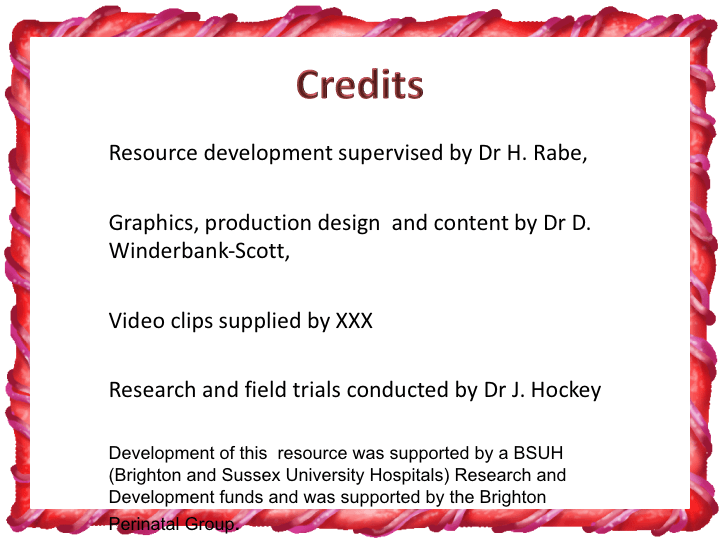 Credits
Resource development supervised by Dr H. Rabe,
Graphics, production design  and content by Dr D.
Winderbank-Scott,
Video clips supplied by XXX
Research and field trials conducted by Dr J. Hockey
Development of this  resource was supported by a BSUH
(Brighton and Sussex University Hospitals) Research and
Development funds and was supported by the Brighton
Perinatal Group.